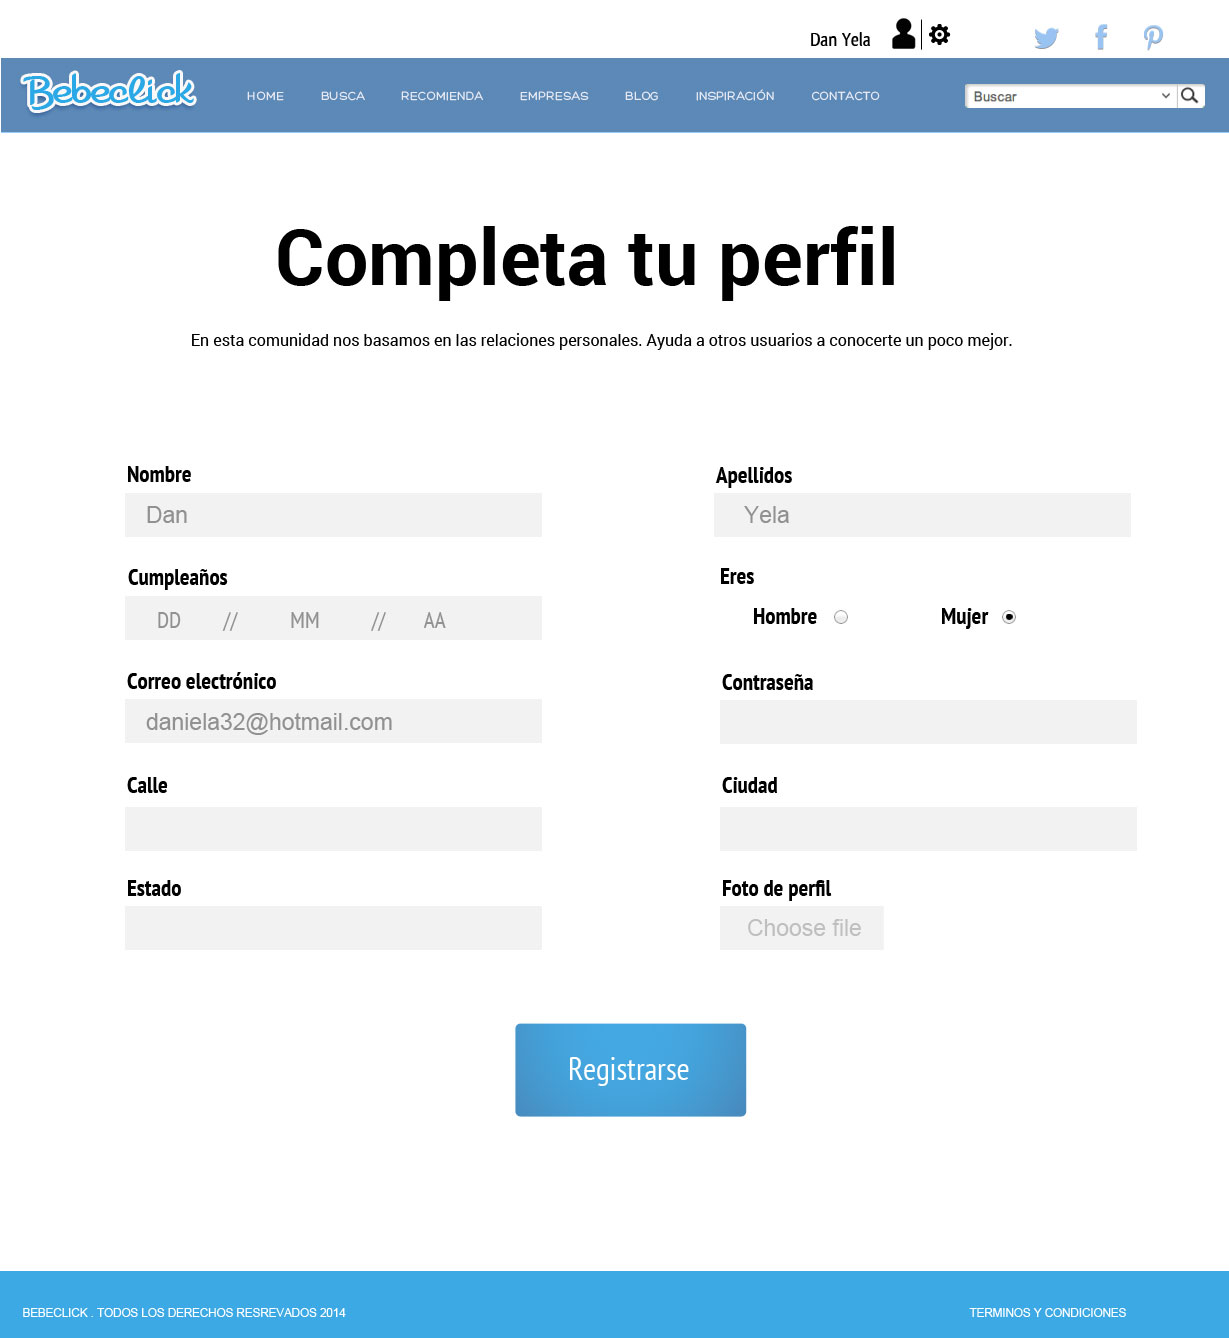 Dan Yela
Bebeclick
HOME BUSCA RECOMIENDA EMPRESAS BLOG INSPIRACIÓN CONTACTO
Buscar
Completa tu perfil
En esta comunidad nos basamos en las relaciones personales. Ayuda a otros usuarios a conocerte un poco mejor.
Nombre
Dan
Apellidos
Yela
Cumpleaños
DD // MM // AA
Eres
Hombre Mujer
Correo electrónico
daniela32@hotmail.com
Contraseña
Calle
Ciudad
Estado
Foto de perfil
Choose file
Registrarse
BEBECLICK . TODOS LOS DERECHOS RESREVADOS 2014
TERMINOS Y CONDICIONES